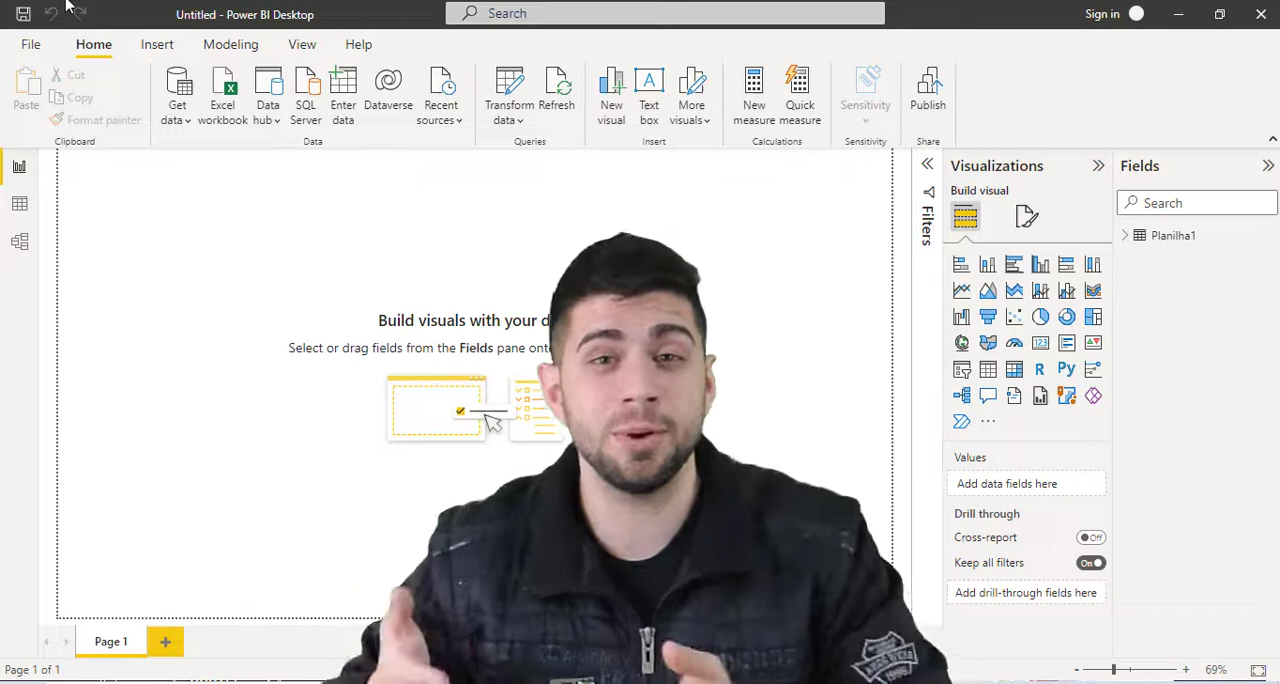 Untitled - Power BI Desktop
Search
Sign in
File
Home
Insert
Modeling
View
Help
Paste
Cut
Copy
Format painter
Clipboard
Get data
Excel workbook
Data hub
SQL Server
Enter data
Dataverse
Recent sources
Data
Transform data
Refresh
Queries
New visual
Text box
More visuals
Insert
New measure
Quick measure
Calculations
Sensitivity
Sensitivity
Publish
Share
Build visuals with your d
Select or drag fields from the Fields pane onto
Filters
Visualizations
Build visual
123
R
Py
Values
Add data fields here
Drill through
Cross-report
Off
Keep all filters
On
Add drill-through fields here
Fields
Search
Planilha1
Page 1
Page 1 of 1
69%